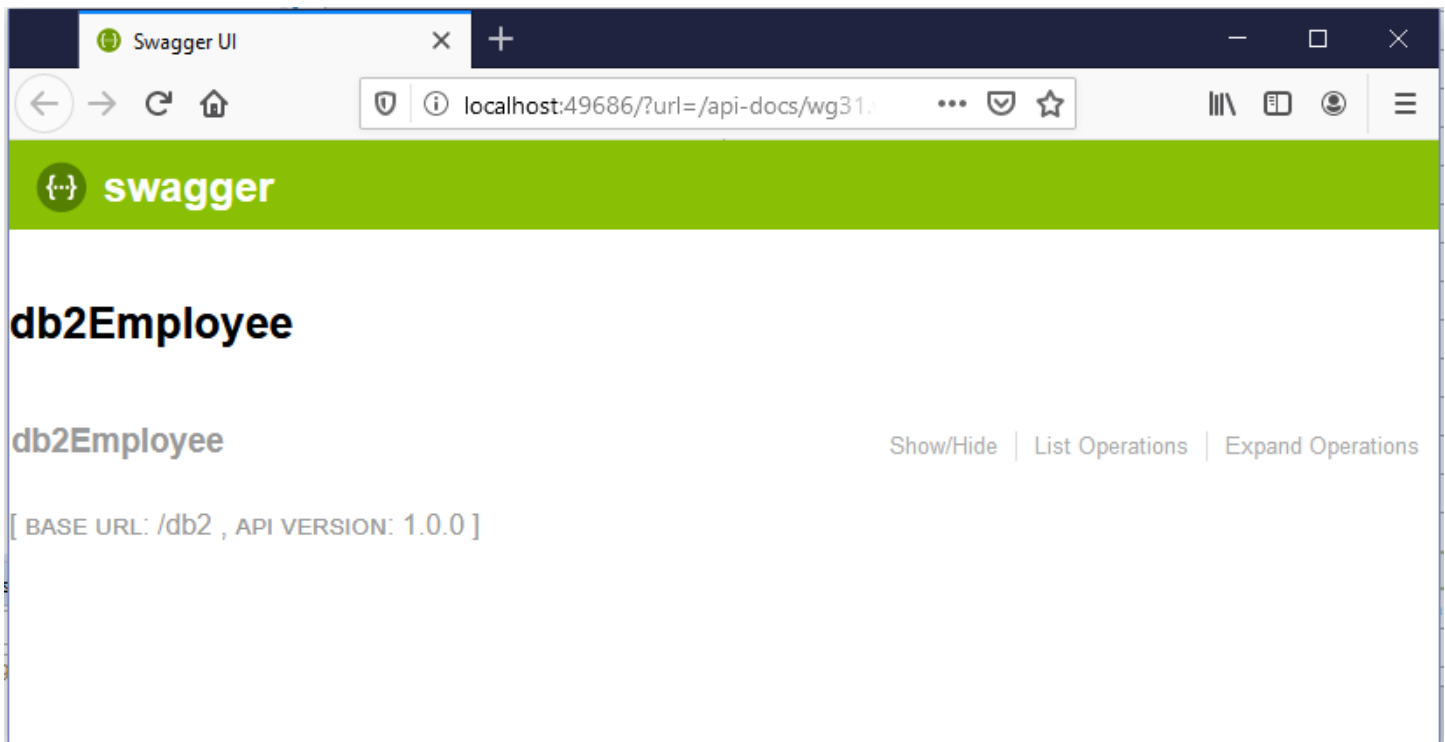 Swagger UI
localhost:49686/?url=/api-docs/wg31.
{···} swagger
db2Employee
db2Employee
Show/Hide | List Operations | Expand Operations
[ BASE URL: /db2 , API VERSION: 1.0.0 ]